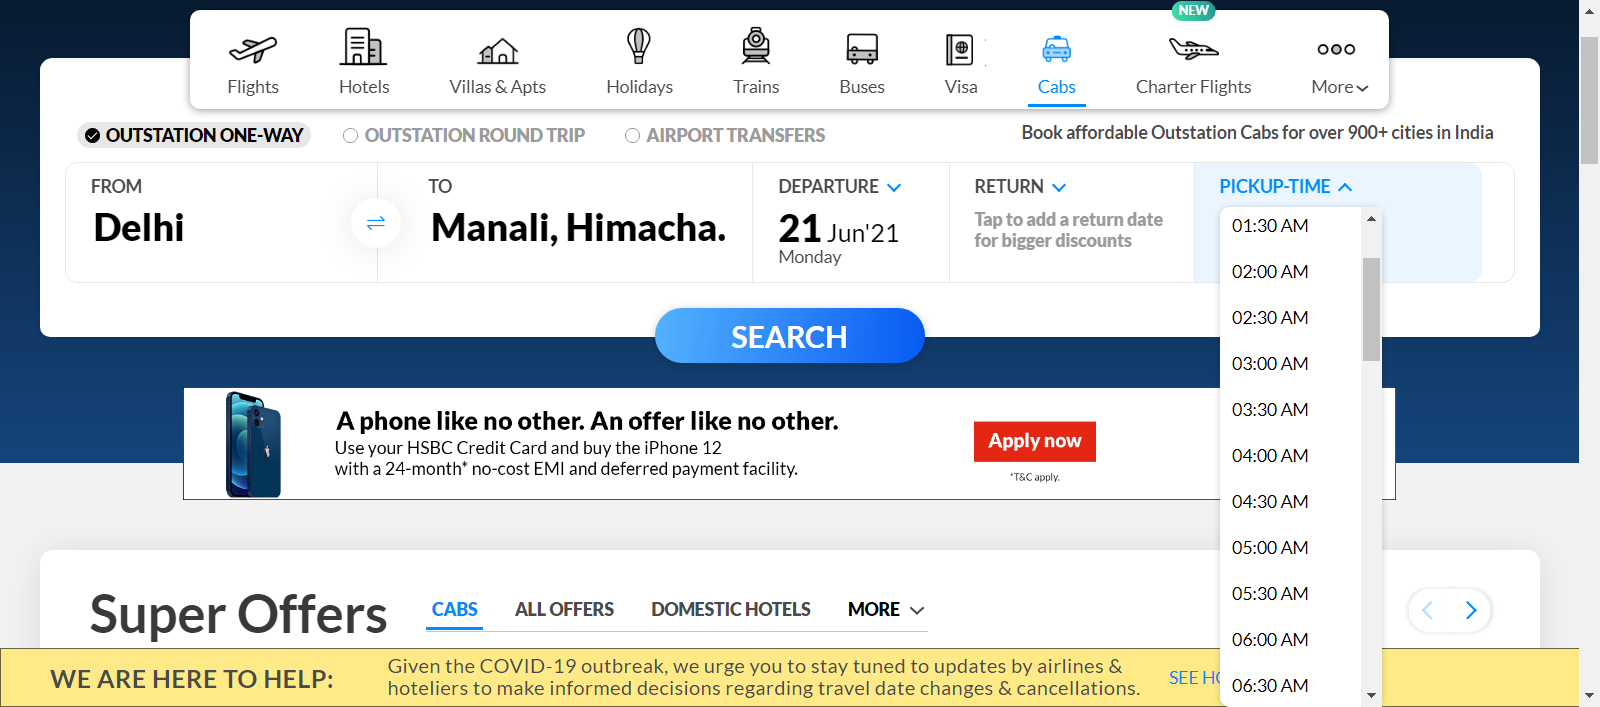 NEW
Flights
Hotels
Villas & Apts
Holidays
Trains
Buses
Visa
Cabs
Charter Flights
More
OUTSTATION ONE-WAY
OUTSTATION ROUND TRIP
AIRPORT TRANSFERS
Book affordable Outstation Cabs for over 900+ cities in India
FROM
Delhi
TO
Manali, Himacha.
DEPARTURE
21 Jun'21
Monday
RETURN
Tap to add a return date
for bigger discounts
PICKUP-TIME
01:30 AM
02:00 AM
02:30 AM
03:00 AM
03:30 AM
04:00 AM
04:30 AM
05:00 AM
05:30 AM
06:00 AM
06:30 AM
SEARCH
A phone like no other. An offer like no other.
Use your HSBC Credit Card and buy the iPhone 12
with a 24-month* no-cost EMI and deferred payment facility.
Apply now
*T&C apply.
Super Offers
CABS
ALL OFFERS
DOMESTIC HOTELS
MORE
WE ARE HERE TO HELP:
Given the COVID-19 outbreak, we urge you to stay tuned to updates by airlines &
hoteliers to make informed decisions regarding travel date changes & cancellations.
SEE